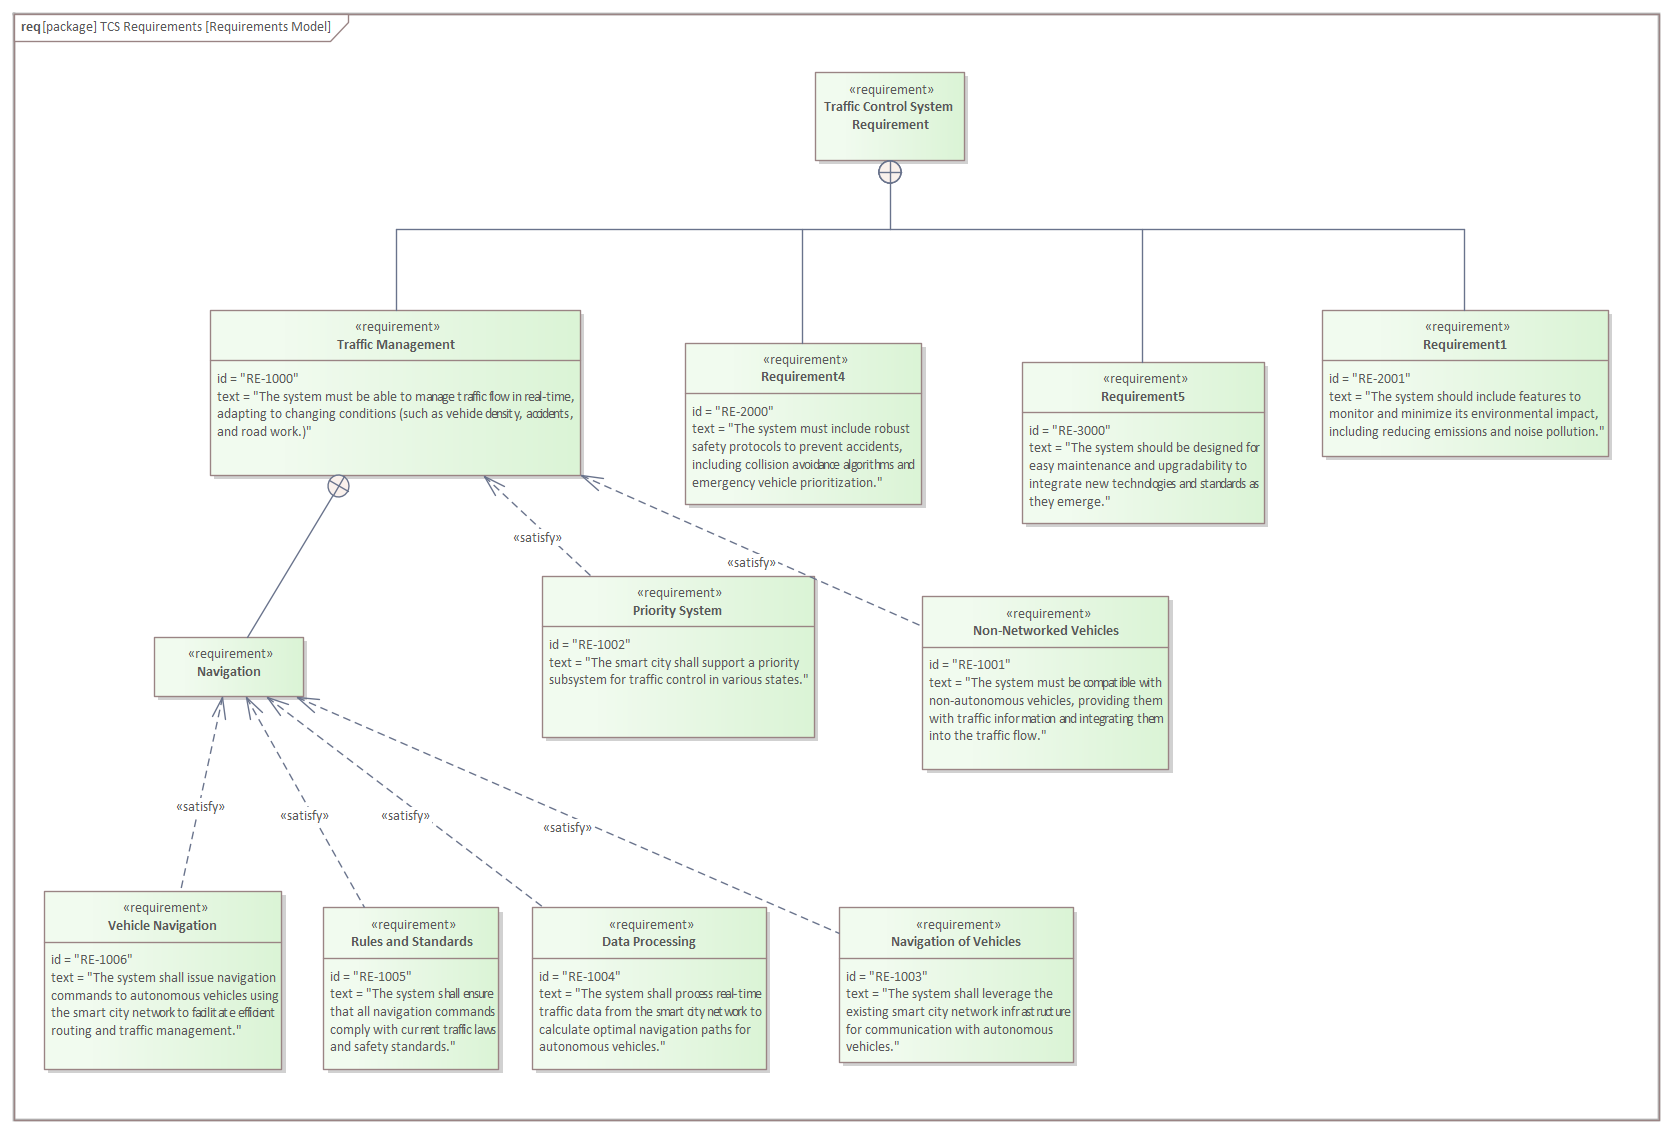 req [package] TCS Requirements [Requirements Model]
«requirement»
Traffic Control System
Requirement
«requirement»
Traffic Management
id = "RE-1000"
text = "The system must be able to manage traffic flow in real-time,
adapting to changing conditions (such as vehicle density, accidents,
and road work.)"
«requirement»
Requirement4
id = "RE-2000"
text = "The system must include robust
safety protocols to prevent accidents,
including collision avoidance algorithms and
emergency vehicle prioritization."
«requirement»
Requirement5
id = "RE-3000"
text = "The system should be designed for
easy maintenance and upgradability to
integrate new technologies and standards as
they emerge."
«requirement»
Requirement1
id = "RE-2001"
text = "The system should include features to
monitor and minimize its environmental impact,
including reducing emissions and noise pollution."
«satisfy»
«satisfy»
«requirement»
Navigation
«requirement»
Priority System
id = "RE-1002"
text = "The smart city shall support a priority
subsystem for traffic control in various states."
«requirement»
Non-Networked Vehicles
id = "RE-1001"
text = "The system must be compatible with
non-autonomous vehicles, providing them
with traffic information and integrating them
into the traffic flow."
«satisfy»
«satisfy»
«satisfy»
«satisfy»
«requirement»
Vehicle Navigation
id = "RE-1006"
text = "The system shall issue navigation
commands to autonomous vehicles using
the smart city network to facilitate efficient
routing and traffic management."
«requirement»
Rules and Standards
id = "RE-1005"
text = "The system shall ensure
that all navigation commands
comply with current traffic laws
and safety standards."
«requirement»
Data Processing
id = "RE-1004"
text = "The system shall process real-time
traffic data from the smart city network to
calculate optimal navigation paths for
autonomous vehicles."
«requirement»
Navigation of Vehicles
id = "RE-1003"
text = "The system shall leverage the
existing smart city network infrastructure
for communication with autonomous
vehicles."